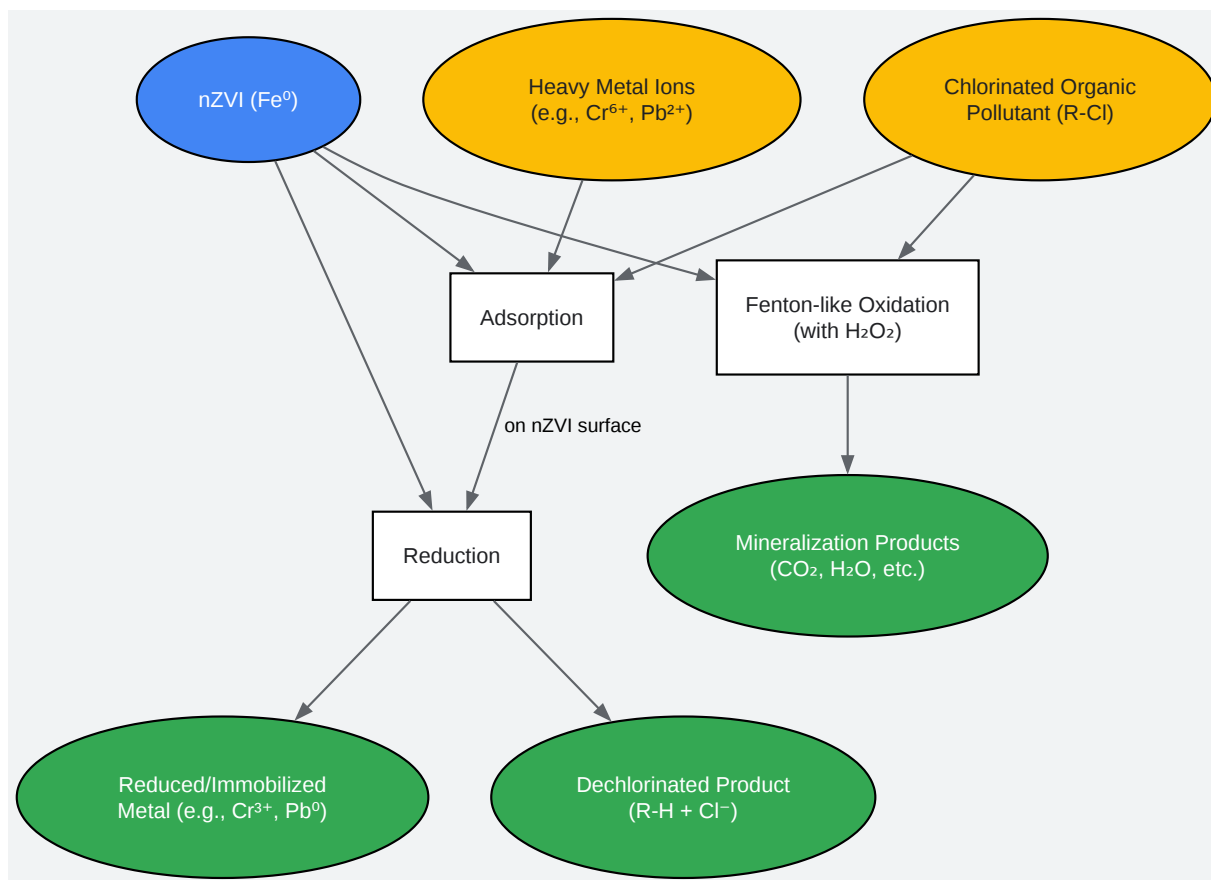 nZVI (Fe⁰)
Heavy Metal Ions
(e.g., Cr⁶⁺, Pb²⁺)
Chlorinated Organic
Pollutant (R-Cl)
Adsorption
Fenton-like Oxidation
(with H₂O₂)
on nZVI surface
Reduction
Mineralization Products
(CO₂, H₂O, etc.)
Reduced/Immobilized
Metal (e.g., Cr³⁺, Pb⁰)
Dechlorinated Product
(R-H + Cl⁻)